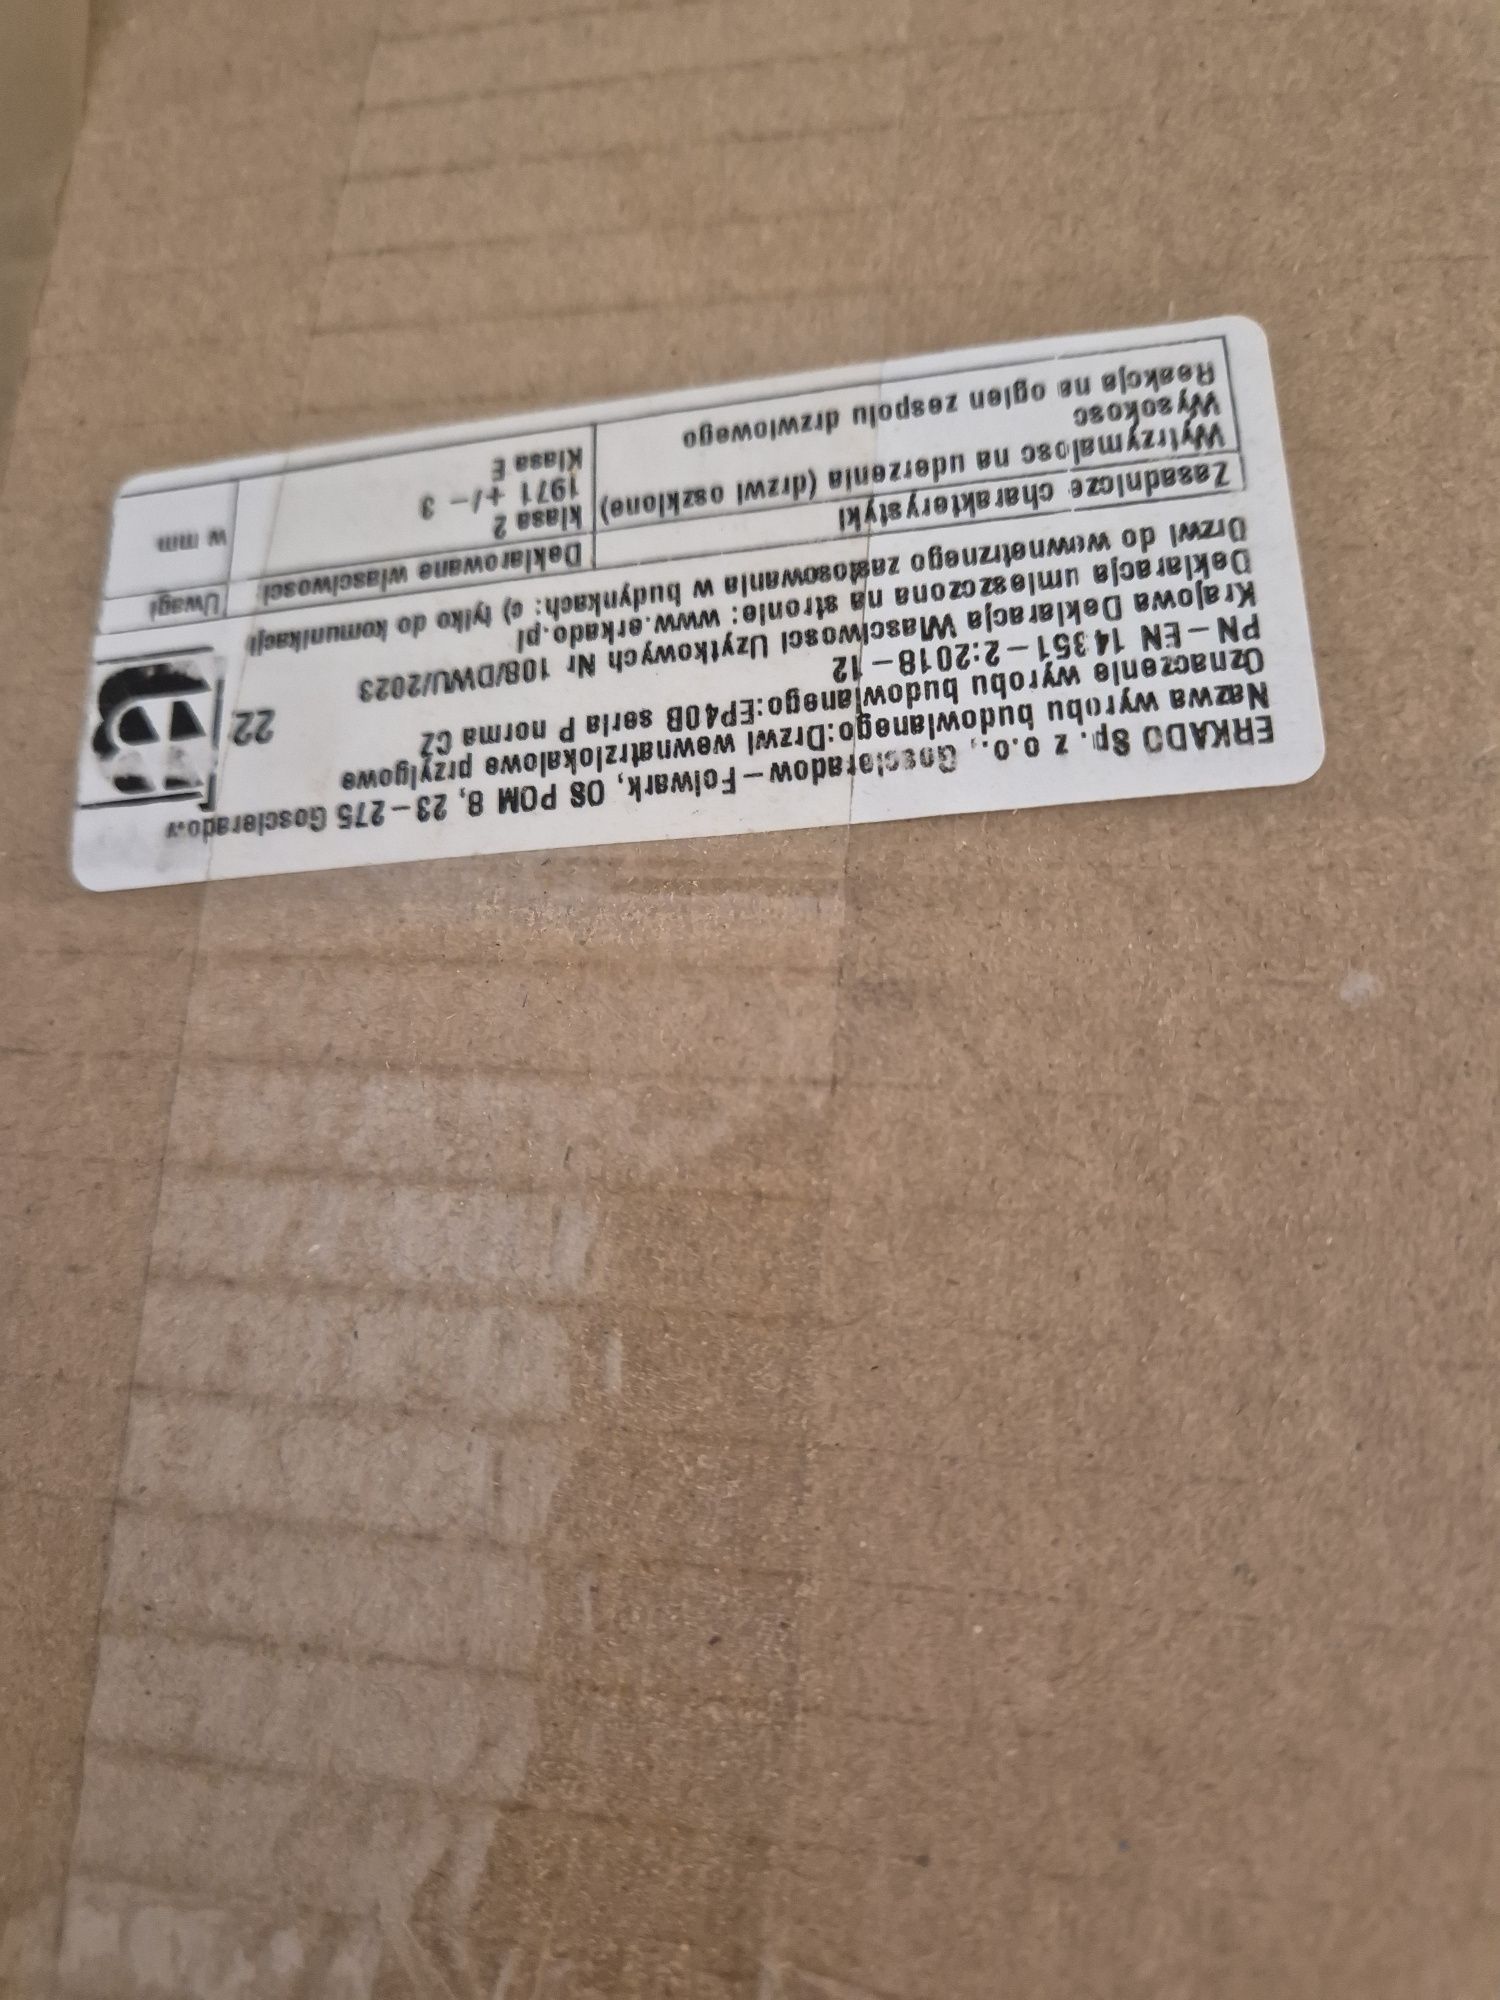 ERKADO Sp. z o.o., Goscieradow-Folwark, OS POM 8, 23-275 Goscieradow
Nazwa wyrobu budowlanego:Drzwi wewnatrzlokalowe przylgowe
Oznaczenie wyrobu budowlanego:EP40B seria P norma CZ
PN-EN 14351-2:2018-12
Krajowa Deklaracja Wlasciwosci Uzytkowych Nr 108/DWU/2023
22
Deklaracja umieszczona na stronie: www.erkado.pl
Drzwi do wewnetrznego zastosowania w budynkach: c) tylko do komunikacji
Zasadnicze charakterystyki Deklarowane wlasciwosci Uwagi
Wytrzymalosc na uderzenia (drzwi oszklone) klasa 2
Wysokosc 1971 +/- 3 w mm
Reakcja na ogien zespolu drzwiowego Klasa E